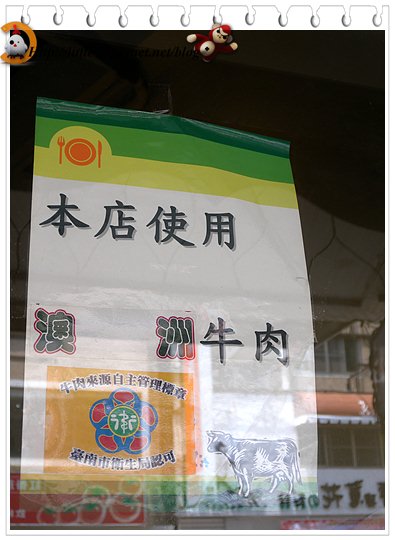 本店使用
澳洲牛肉
牛肉來源自主管理標章
衛
臺南市衛生局認可